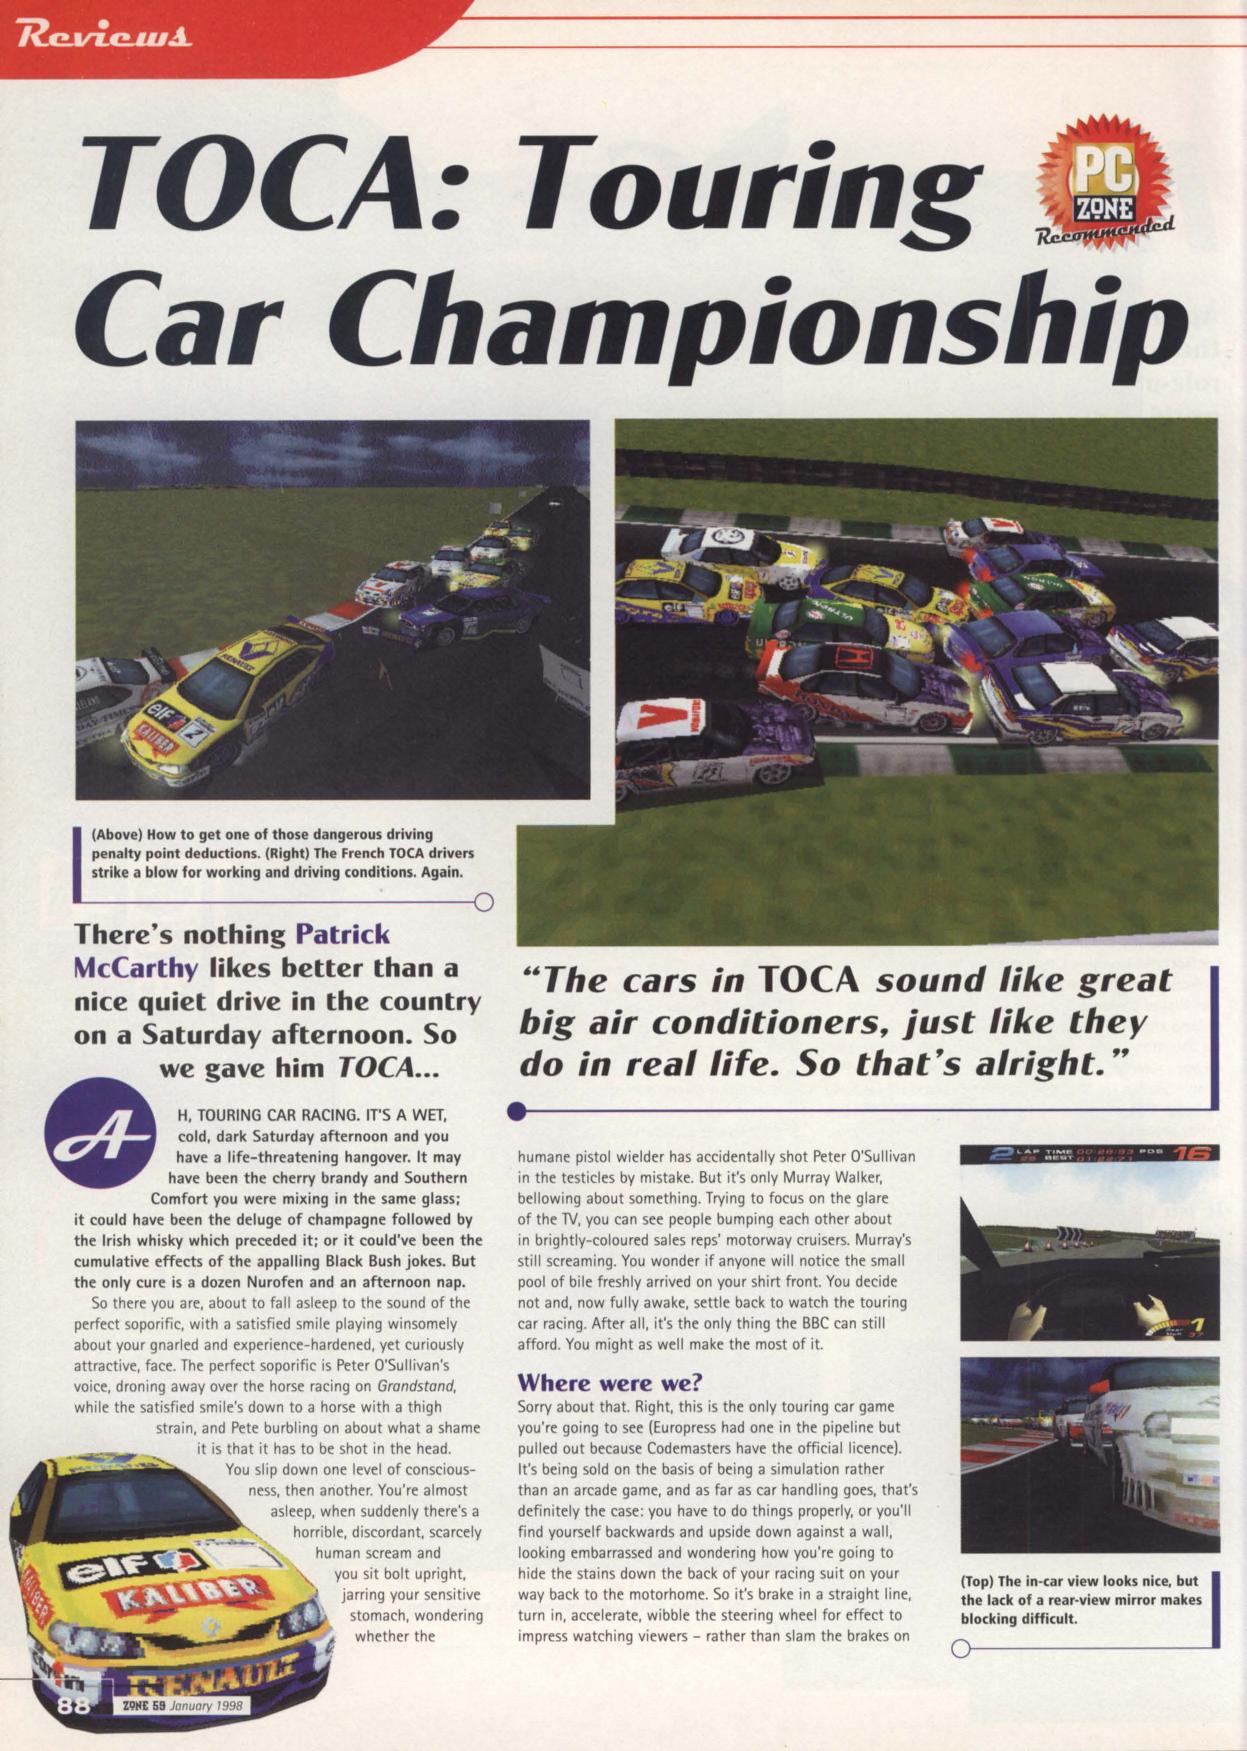 Reviews
TOCA: Touring
Car Championship
PC
ZONE
Recommended
(Above) How to get one of those dangerous driving
penalty point deductions. (Right) The French TOCA drivers
strike a blow for working and driving conditions. Again.
There's nothing Patrick
McCarthy likes better than a
nice quiet drive in the country
on a Saturday afternoon. So
we gave him TOCA...
"The cars in TOCA sound like great
big air conditioners, just like they
do in real life. So that's alright."
AH, TOURING CAR RACING. IT'S A WET,
cold, dark Saturday afternoon and you
have a life-threatening hangover. It may
have been the cherry brandy and Southern
Comfort you were mixing in the same glass;
it could have been the deluge of champagne followed by
the Irish whisky which preceded it; or it could've been the
cumulative effects of the appalling Black Bush jokes. But
the only cure is a dozen Nurofen and an afternoon nap.
So there you are, about to fall asleep to the sound of the
perfect soporific, with a satisfied smile playing winsomely
about your gnarled and experience-hardened, yet curiously
attractive, face. The perfect soporific is Peter O'Sullivan's
voice, droning away over the horse racing on Grandstand,
while the satisfied smile's down to a horse with a thigh
strain, and Pete burbling on about what a shame
it is that it has to be shot in the head.
You slip down one level of conscious-
ness, then another. You're almost
asleep, when suddenly there's a
horrible, discordant, scarcely
human scream and
you sit bolt upright,
jarring your sensitive
stomach, wondering
whether the
humane pistol wielder has accidentally shot Peter O'Sullivan
in the testicles by mistake. But it's only Murray Walker,
bellowing about something. Trying to focus on the glare
of the TV, you can see people bumping each other about
in brightly-coloured sales reps' motorway cruisers. Murray's
still screaming. You wonder if anyone will notice the small
pool of bile freshly arrived on your shirt front. You decide
not and, now fully awake, settle back to watch the touring
car racing. After all, it's the only thing the BBC can still
afford. You might as well make the most of it.
Where were we?
Sorry about that. Right, this is the only touring car game
you're going to see (Europress had one in the pipeline but
pulled out because Codemasters have the official licence).
It's being sold on the basis of being a simulation rather
than an arcade game, and as far as car handling goes, that's
definitely the case: you have to do things properly, or you'll
find yourself backwards and upside down against a wall,
looking embarrassed and wondering how you're going to
hide the stains down the back of your racing suit on your
way back to the motorhome. So it's brake in a straight line,
turn in, accelerate, wibble the steering wheel for effect to
impress watching viewers – rather than slam the brakes on
2 LAP TIME 00:26:93 POS 16
BEST 01:22:71
1
37
(Top) The in-car view looks nice, but
the lack of a rear-view mirror makes
blocking difficult.
elf
KALIBER
2
elf
KALIBER
KALIBER
RENAULT
88 ZONE 59 January 1998